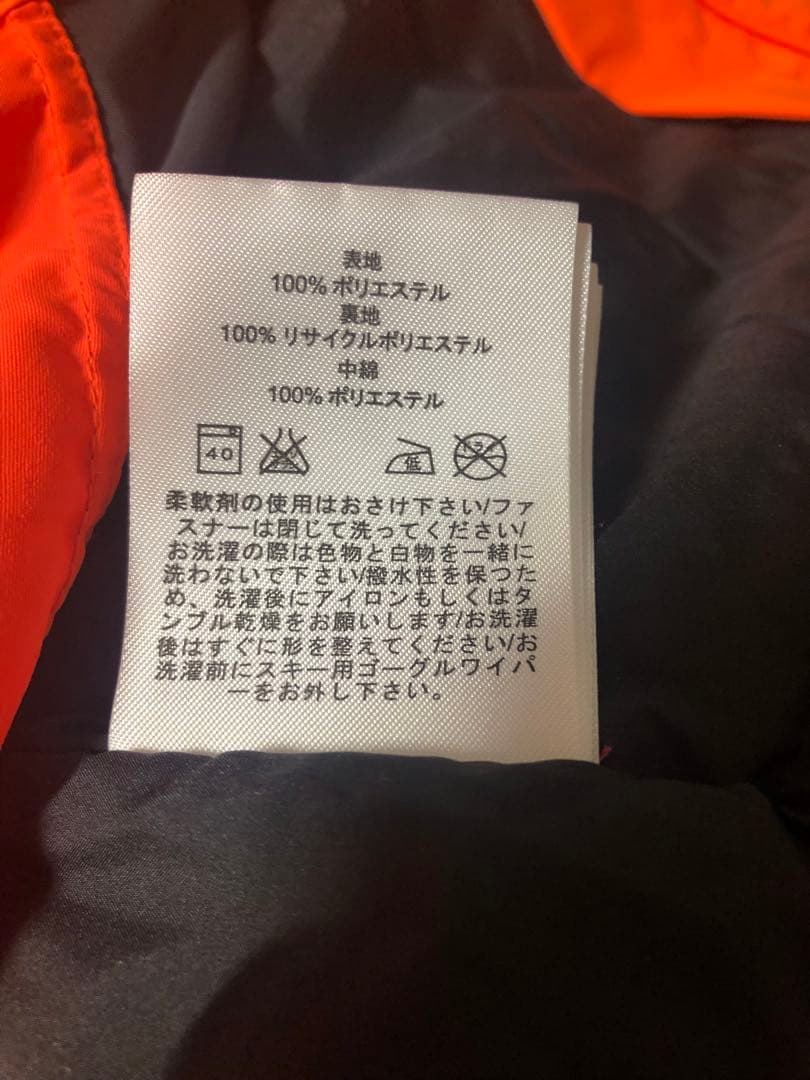 表地
100% ポリエステル
裏地
100% リサイクルポリエステル
中綿
100% ポリエステル
40 低 ドライ
柔軟剤の使用はおさけ下さい/ファ
スナーは閉じて洗ってください/
お洗濯の際は色物と白物を一緒に
洗わないで下さい/撥水性を保つた
め、洗濯後にアイロンもしくはタ
ンブル乾燥をお願いします/お洗濯
後はすぐに形を整えてください/お
洗濯前にスキー用ゴーグルワイパ
ーをお外し下さい。